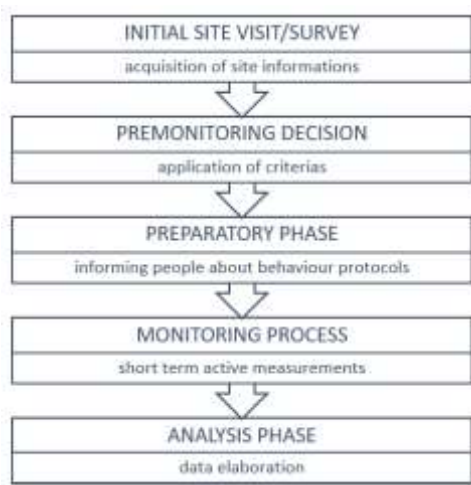 INITIAL SITE VISIT/SURVEY
acquisition of site informations
PREMONITORING DECISION
application of criterias
PREPARATORY PHASE
informing people about behaviour protocols
MONITORING PROCESS
short term active measurements
ANALYSIS PHASE
data elaboration